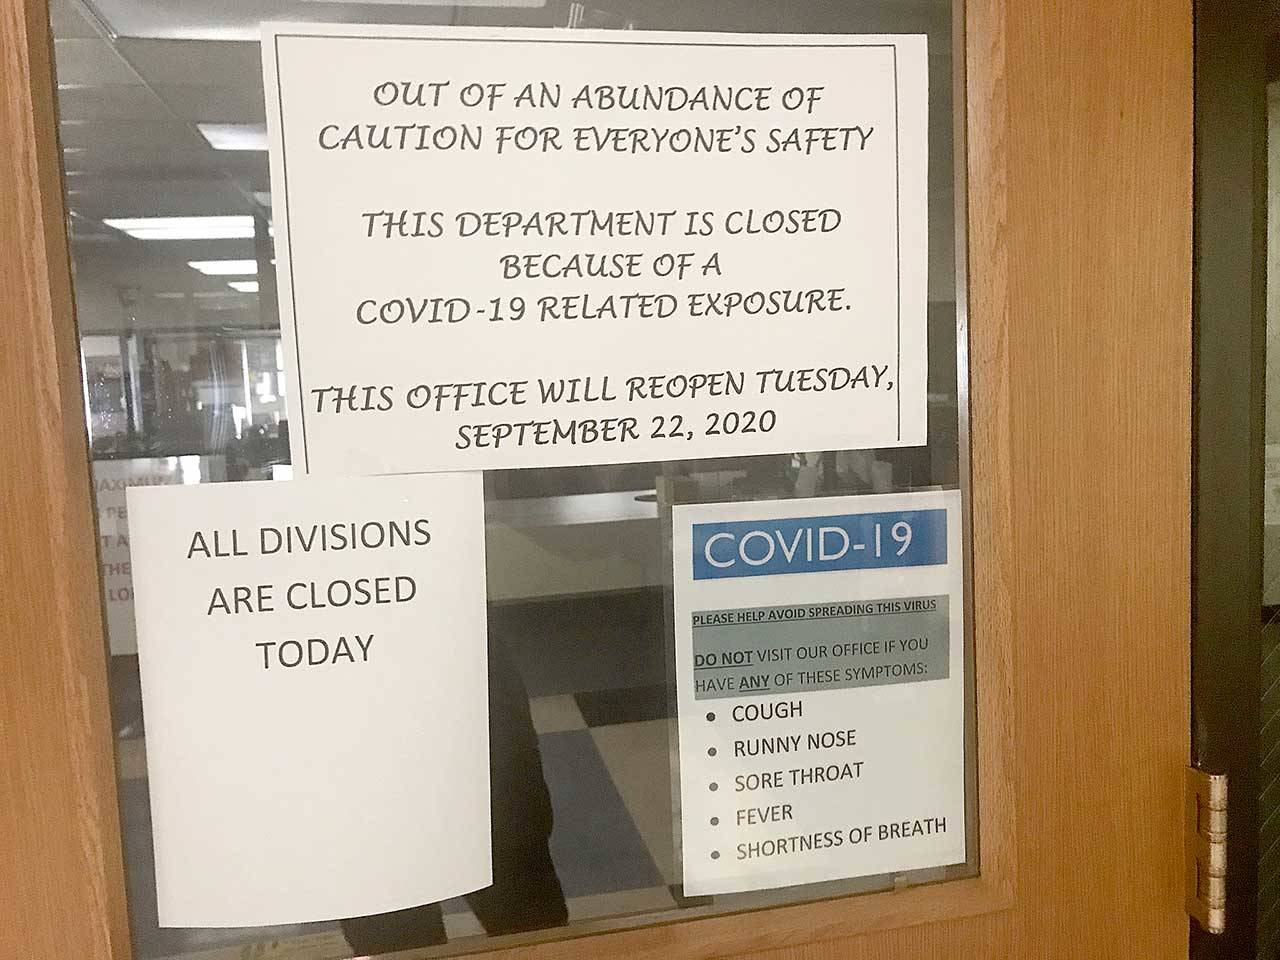 OUT OF AN ABUNDANCE OF
CAUTION FOR EVERYONE'S SAFETY
THIS DEPARTMENT IS CLOSED
BECAUSE OF A
COVID-19 RELATED EXPOSURE.
THIS OFFICE WILL REOPEN TUESDAY,
SEPTEMBER 22, 2020
ALL DIVISIONS
ARE CLOSED
TODAY
COVID-19
PLEASE HELP AVOID SPREADING THIS VIRUS
DO NOT VISIT OUR OFFICE IF YOU
HAVE ANY OF THESE SYMPTOMS:
• COUGH
• RUNNY NOSE
• SORE THROAT
• FEVER
• SHORTNESS OF BREATH